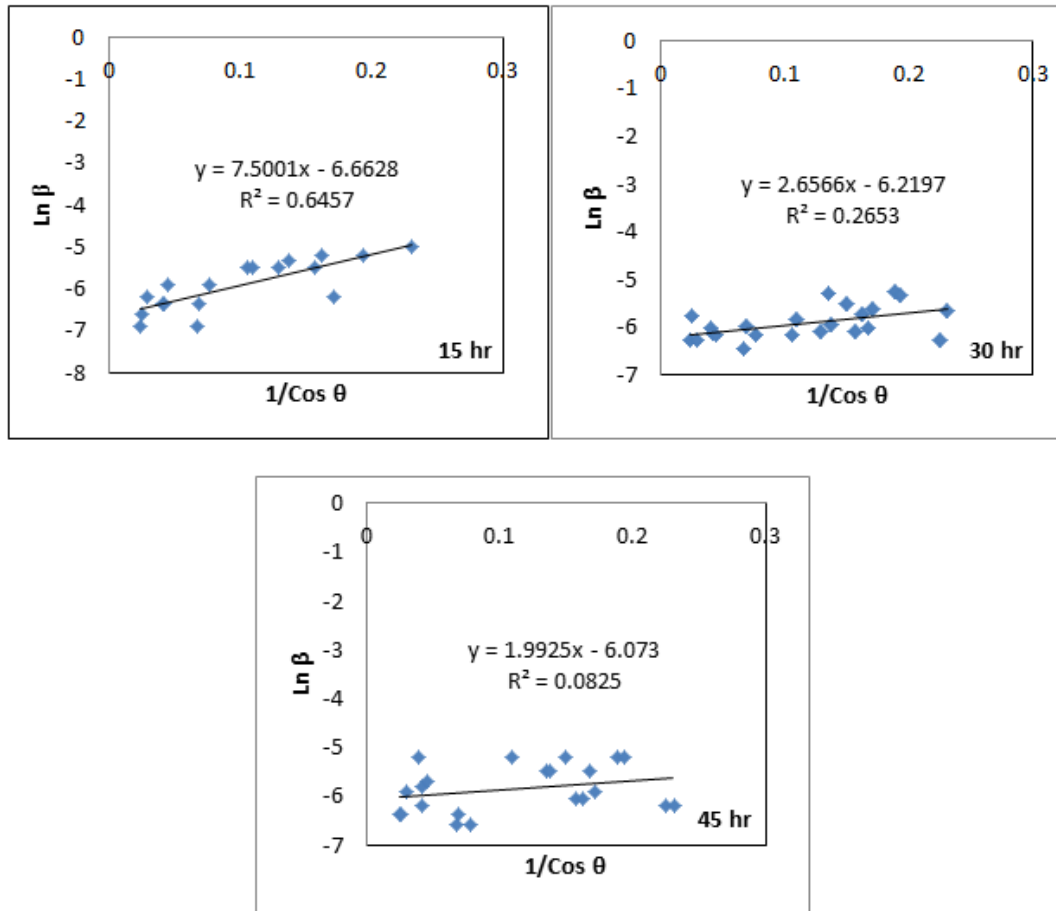 0
-1
-2
-3
-4
-5
-6
-7
-8
0
0.1
0.2
0.3
Ln β
y = 7.5001x - 6.6628
R² = 0.6457
15 hr
1/Cos θ
0
-1
-2
-3
-4
-5
-6
-7
0
0.1
0.2
0.3
Ln β
y = 2.6566x - 6.2197
R² = 0.2653
30 hr
1/Cos θ
0
-1
-2
-3
-4
-5
-6
-7
0
0.1
0.2
0.3
Ln β
y = 1.9925x - 6.073
R² = 0.0825
45 hr
1/Cos θ